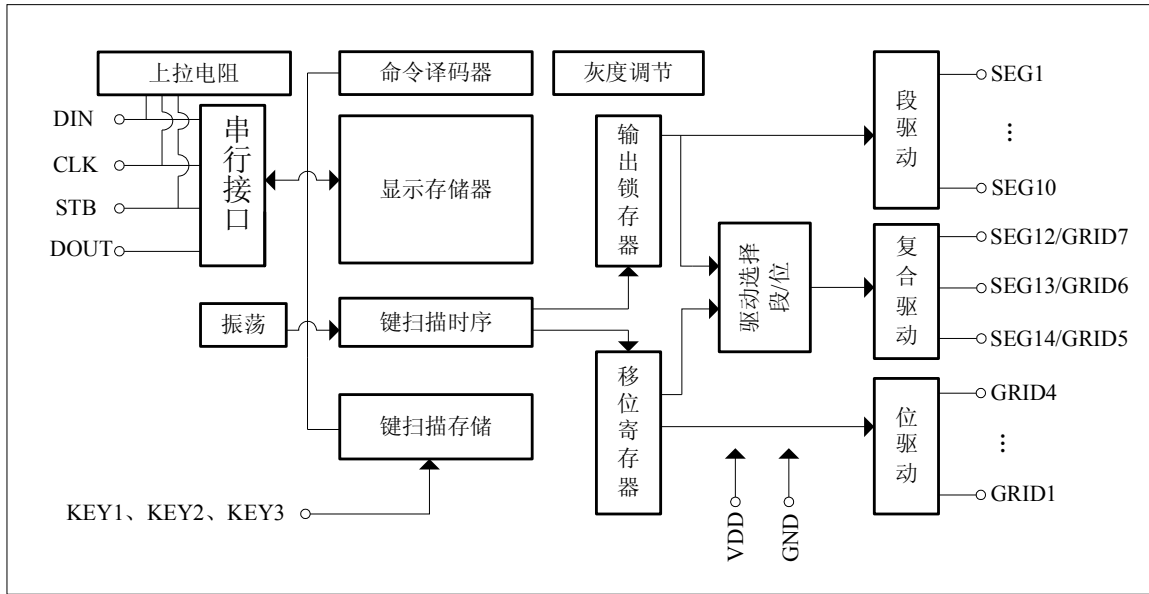 上拉电阻
命令译码器
灰度调节
DIN
CLK
STB
DOUT
串行接口
显示存储器
输出锁存器
段驱动
SEG1
⋮
SEG10
驱动选择
段/位
复合驱动
SEG12/GRID7
SEG13/GRID6
SEG14/GRID5
振荡
键扫描时序
键扫描存储
移位寄存器
位驱动
GRID4
⋮
GRID1
KEY1、KEY2、KEY3
VDD
GND